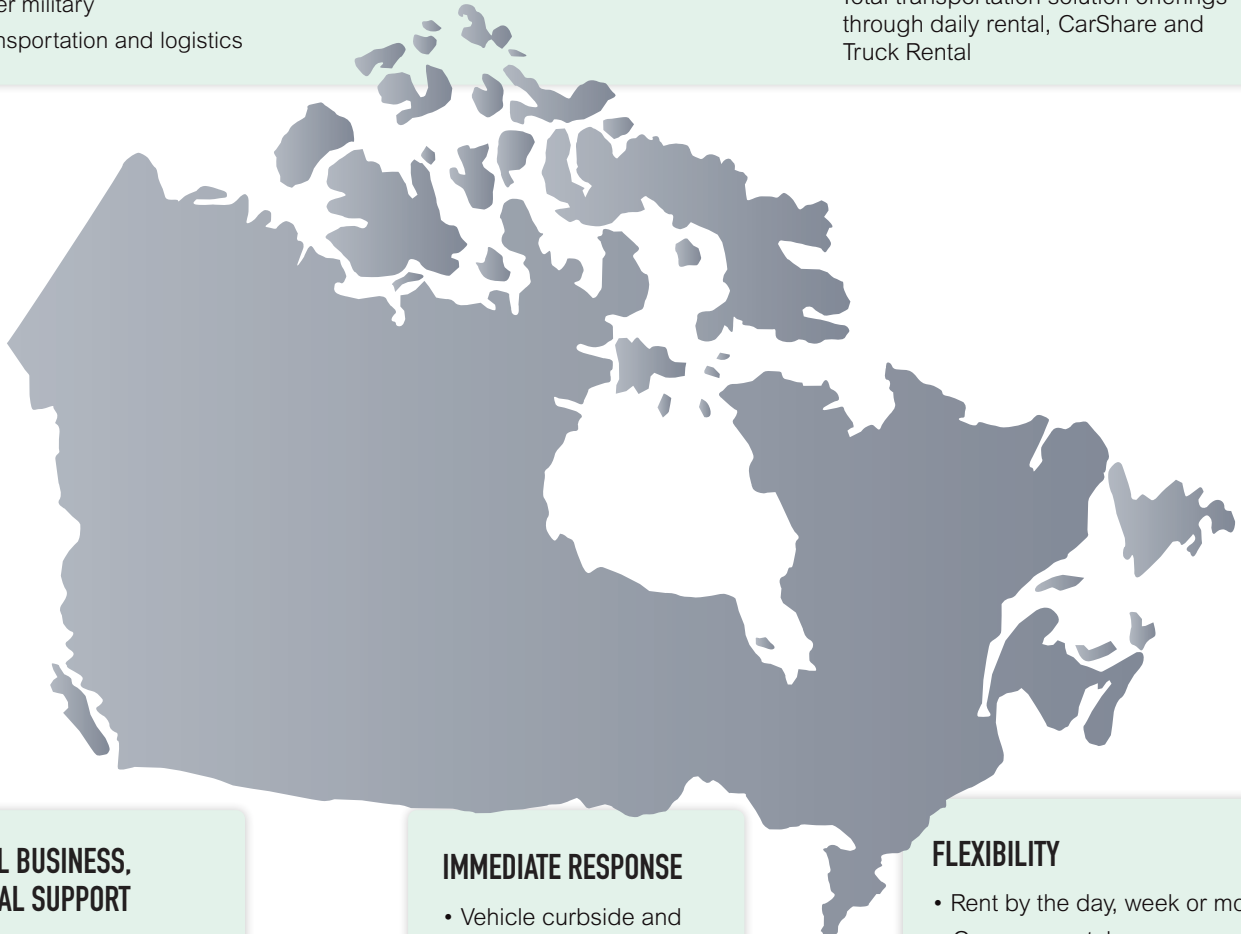 er military
nsportation and logistics
Total transportation solution offerings
through daily rental, CarShare and
Truck Rental
L BUSINESS,
AL SUPPORT
IMMEDIATE RESPONSE
• Vehicle curbside and
FLEXIBILITY
• Rent by the day, week or mo